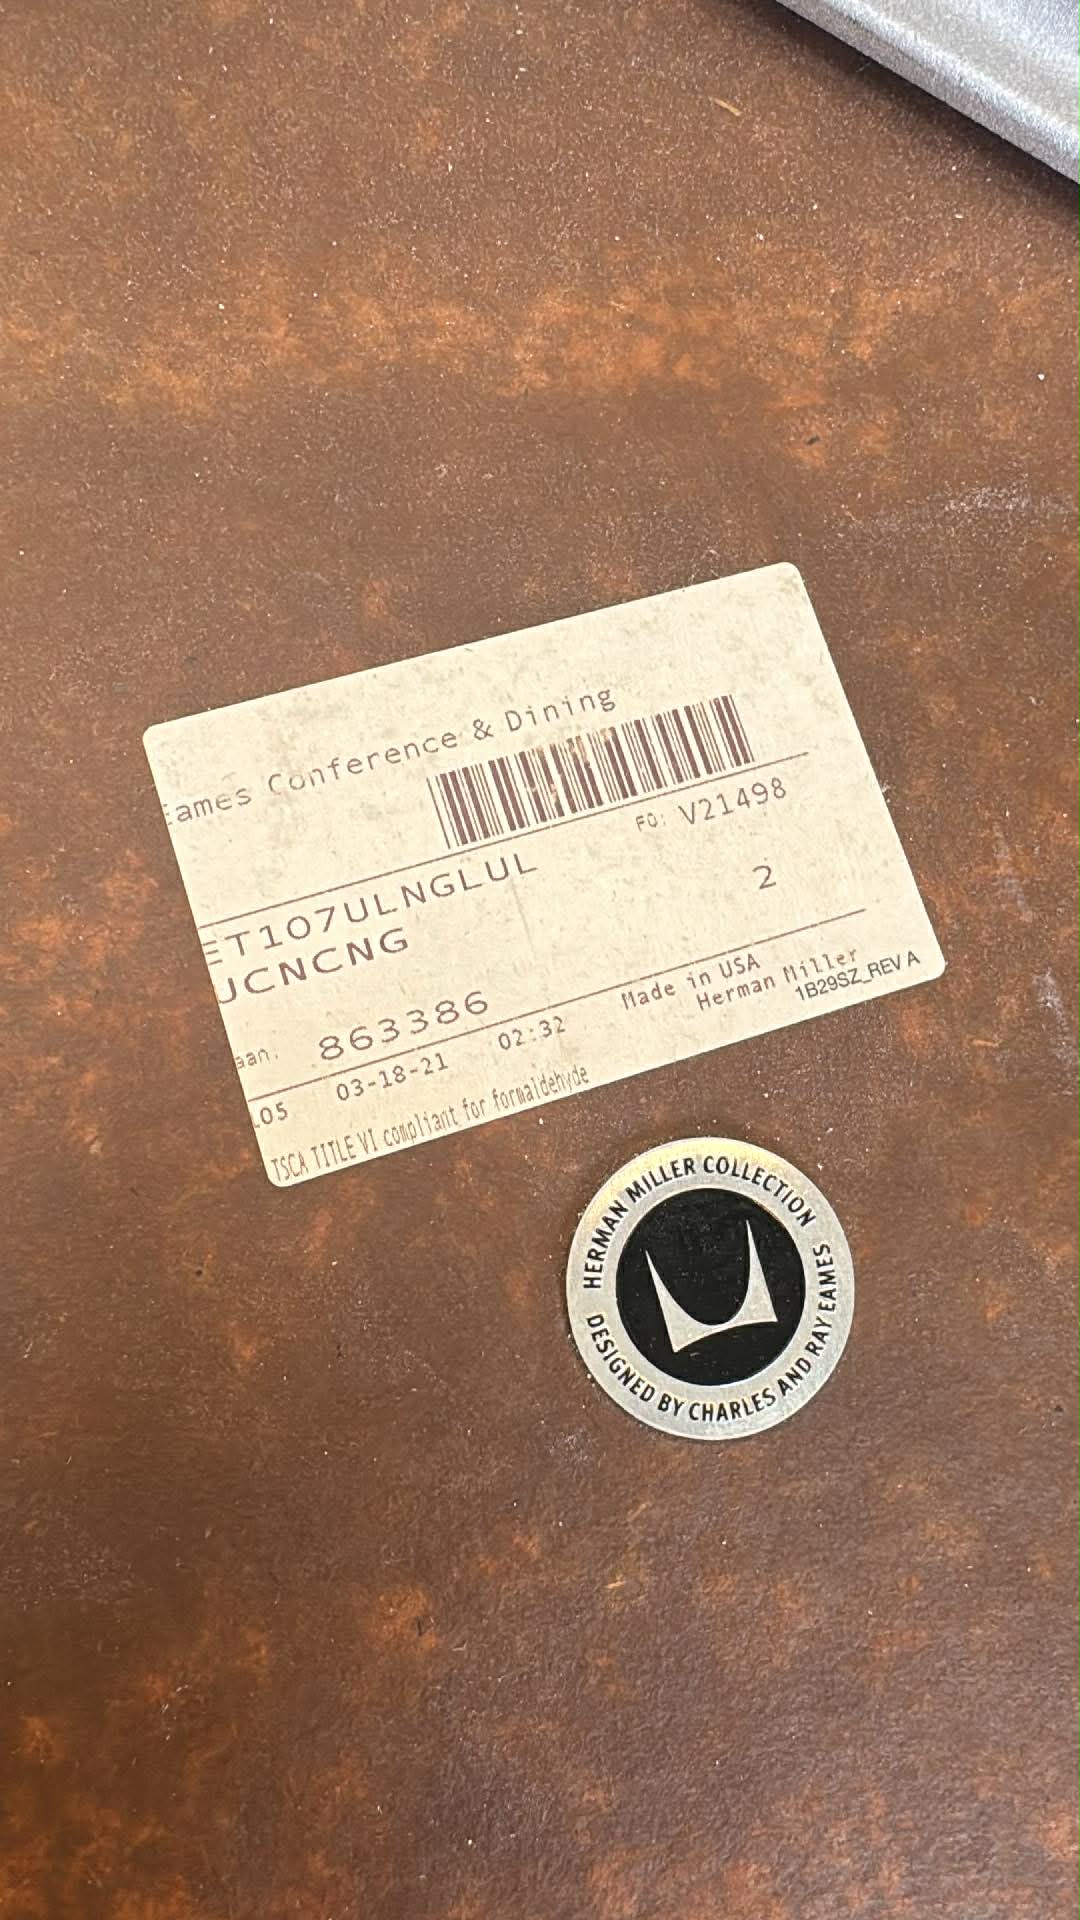 Eames Conference & Dining
FO: V21498
ET107ULNGLUL
JCNCNG
2
863386
Made in USA
Herman Miller
1B29SZ_REV A
03-18-21 02:32
TSCA TITLE VI compliant for formaldehyde
HERMAN MILLER COLLECTION
DESIGNED BY CHARLES AND RAY EAMES